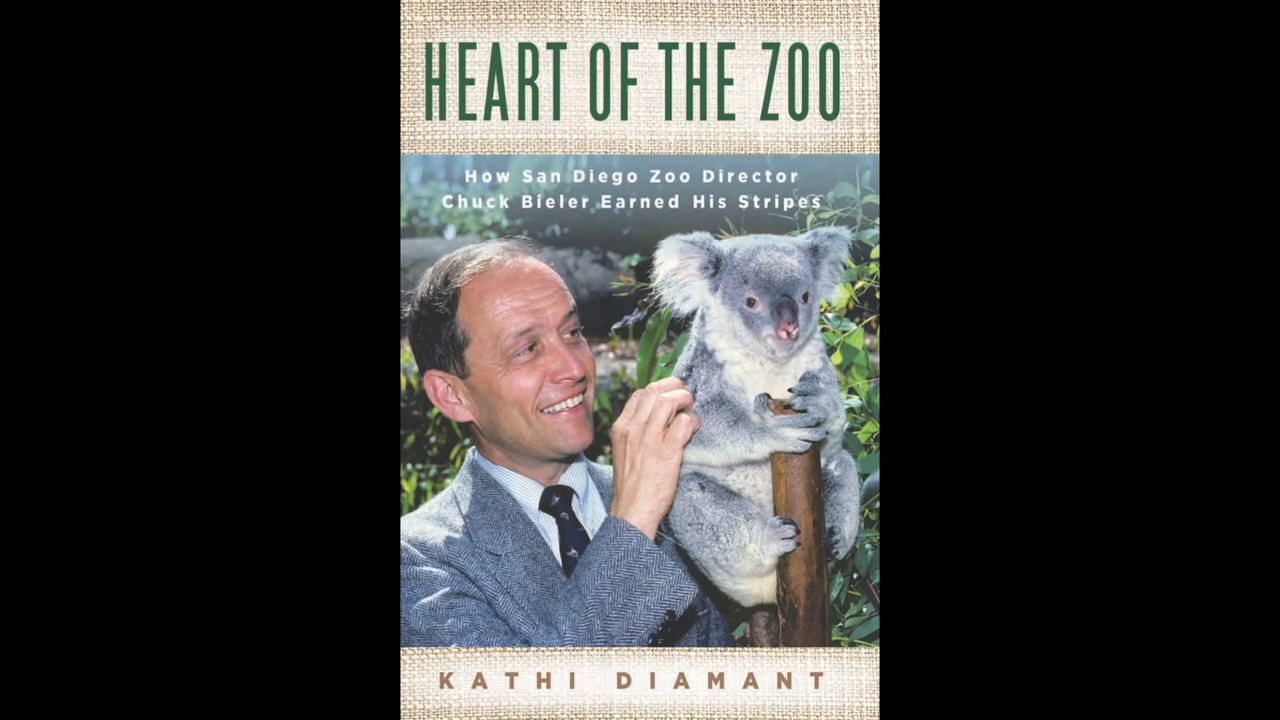 HEART OF THE ZOO
How San Diego Zoo Director
Chuck Bieler Earned His Stripes
KATHI DIAMANT